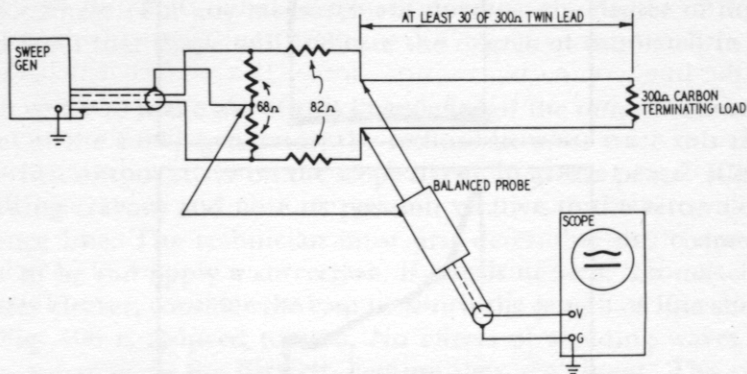 AT LEAST 30' OF 300Ω TWIN LEAD
SWEEP
GEN
68Ω
82Ω
300Ω CARBON
TERMINATING LOAD
BALANCED PROBE
SCOPE
V
G